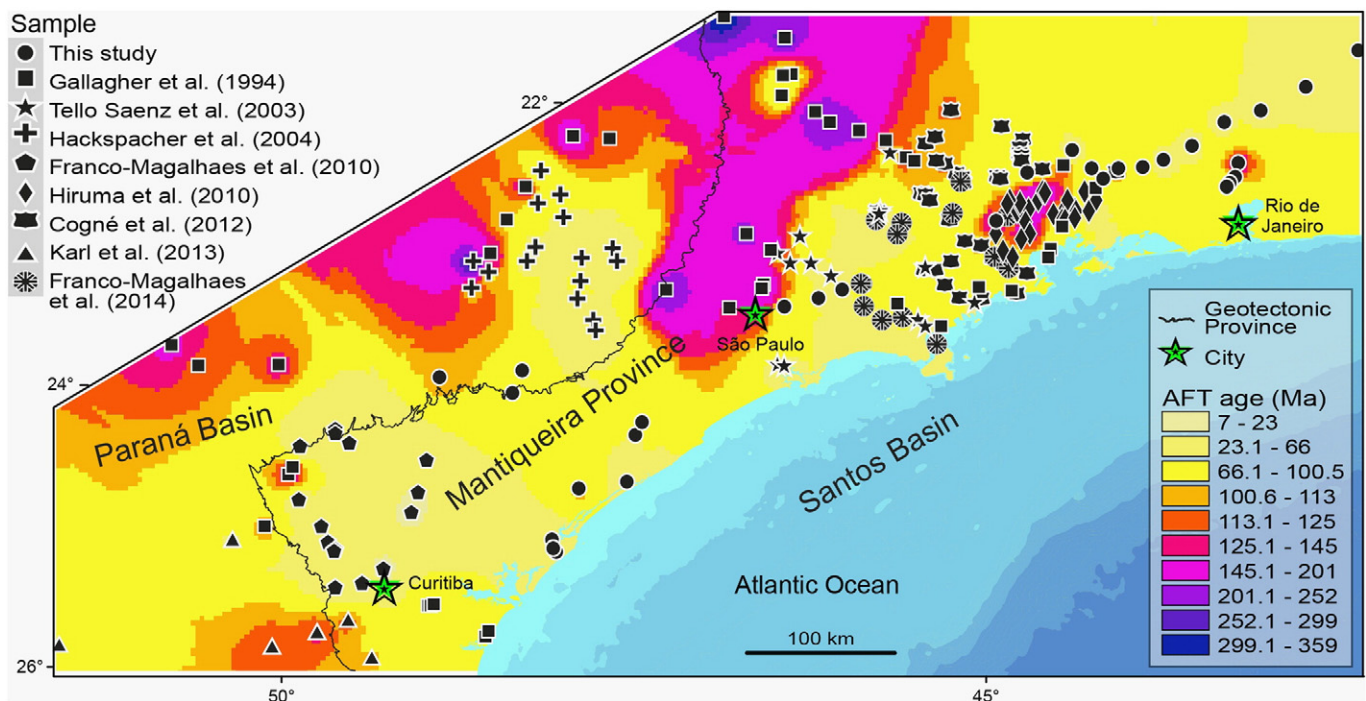 Sample
This study
Gallagher et al. (1994)
Tello Saenz et al. (2003)
Hackspacher et al. (2004)
Franco-Magalhaes et al. (2010)
Hiruma et al. (2010)
Cogné et al. (2012)
Karl et al. (2013)
Franco-Magalhaes
et al. (2014)
22°
24°
26°
50°
45°
Paraná Basin
Mantiqueira Province
Santos Basin
Atlantic Ocean
São Paulo
Rio de
Janeiro
Curitiba
100 km
Geotectonic
Province
City
AFT age (Ma)
7 - 23
23.1 - 66
66.1 - 100.5
100.6 - 113
113.1 - 125
125.1 - 145
145.1 - 201
201.1 - 252
252.1 - 299
299.1 - 359